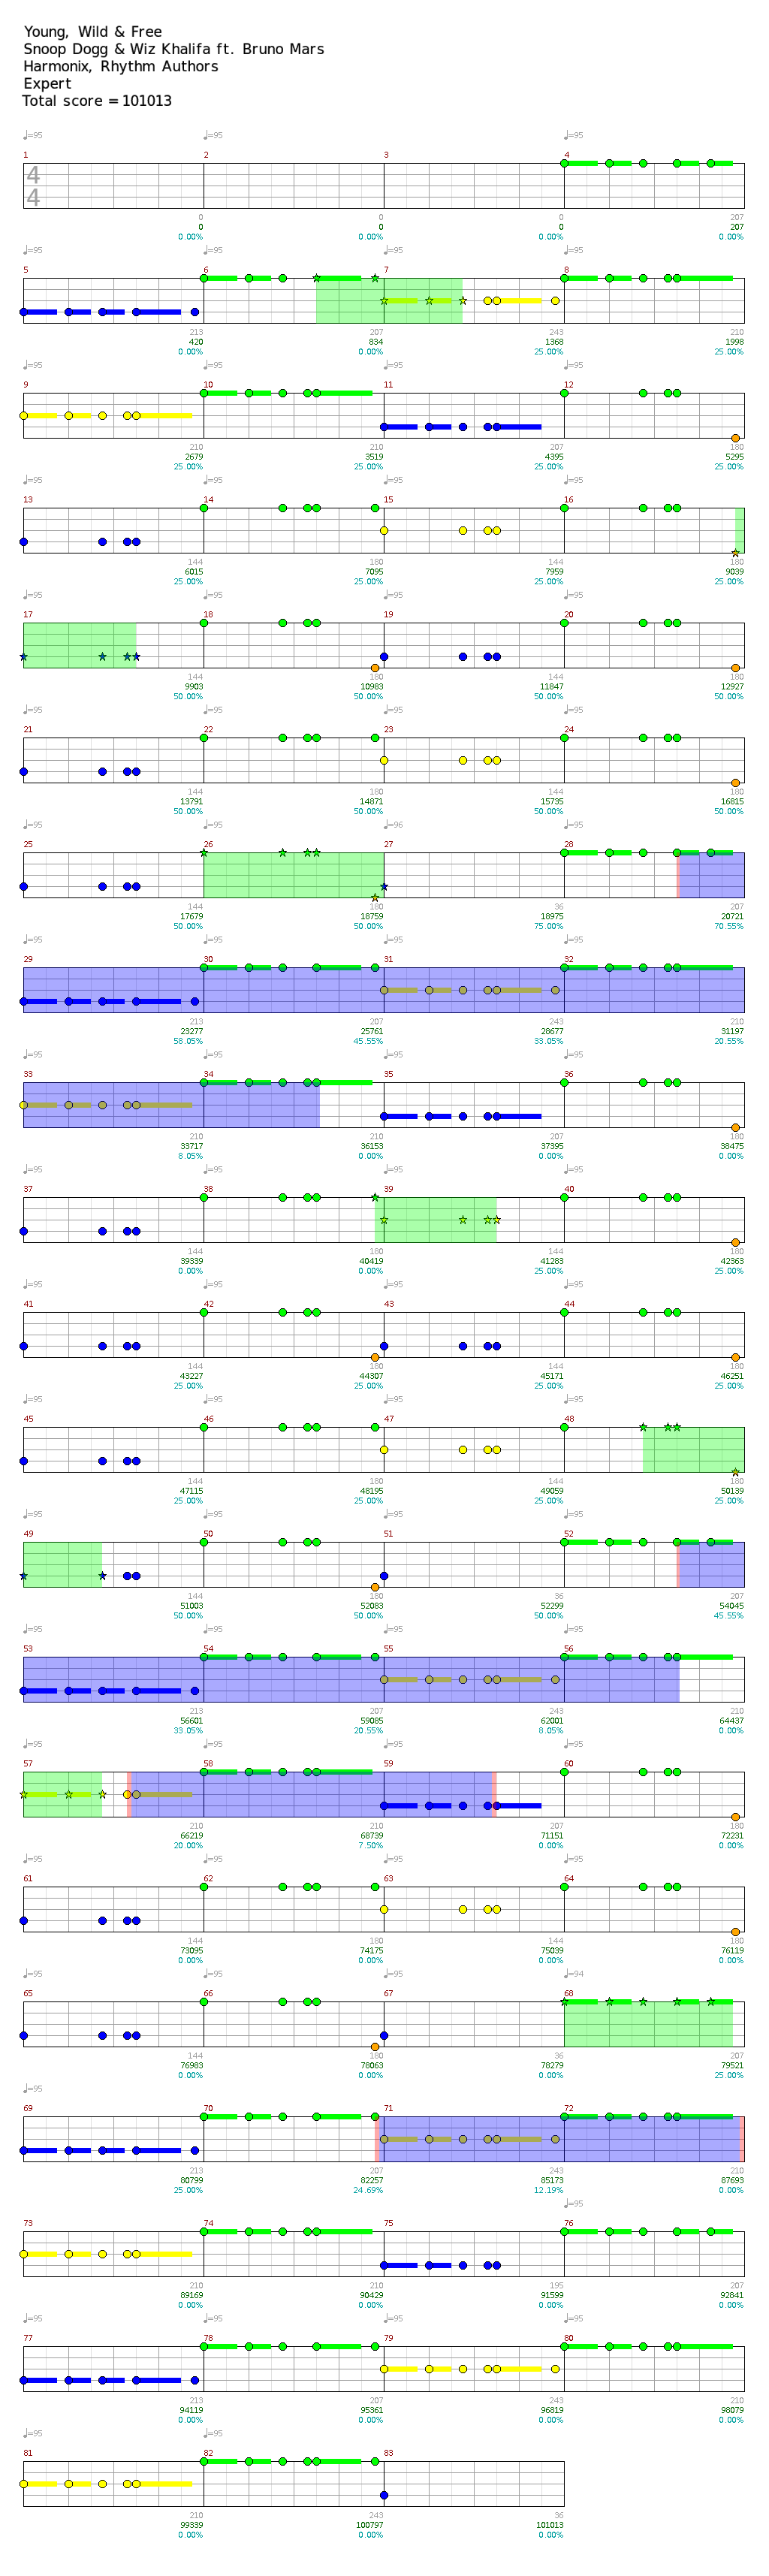 Young, Wild & Free
Snoop Dogg & Wiz Khalifa ft. Bruno Mars
Harmonix, Rhythm Authors
Expert
Total score = 101013
♩=95 ♩=95 ♩=95
1 2 3 4
4
4
0 0 0 207
0 0 0 207
0.00% 0.00% 0.00% 0.00%
♩=95 ♩=95 ♩=95 ♩=95
5 6 7 8
213 207 243 210
420 834 1368 1998
0.00% 0.00% 25.00% 25.00%
♩=95 ♩=95 ♩=95 ♩=95
9 10 11 12
210 210 207 180
2679 3519 4395 5295
25.00% 25.00% 25.00% 25.00%
♩=95 ♩=95 ♩=95 ♩=95
13 14 15 16
144 180 144 180
6015 7095 7959 9039
25.00% 25.00% 25.00% 25.00%
♩=95 ♩=95 ♩=95 ♩=95
17 18 19 20
144 180 144 180
9903 10983 11847 12927
50.00% 50.00% 50.00% 50.00%
♩=95 ♩=95 ♩=95 ♩=95
21 22 23 24
144 180 144 180
13791 14871 15735 16815
50.00% 50.00% 50.00% 50.00%
♩=95 ♩=95 ♩=96 ♩=95
25 26 27 28
144 180 36 207
17679 18759 18975 20721
50.00% 50.00% 75.00% 70.55%
♩=95 ♩=95 ♩=95 ♩=95
29 30 31 32
213 207 243 210
23277 25761 28677 31197
58.05% 45.55% 33.05% 20.55%
♩=95 ♩=95 ♩=95 ♩=95
33 34 35 36
210 210 207 180
33717 36153 37395 38475
8.05% 0.00% 0.00% 0.00%
♩=95 ♩=95 ♩=95 ♩=95
37 38 39 40
144 180 144 180
39339 40419 41283 42363
0.00% 0.00% 25.00% 25.00%
♩=95 ♩=95 ♩=95 ♩=95
41 42 43 44
144 180 144 180
43227 44307 45171 46251
25.00% 25.00% 25.00% 25.00%
♩=95 ♩=95 ♩=95 ♩=95
45 46 47 48
144 180 144 180
47115 48195 49059 50139
25.00% 25.00% 25.00% 25.00%
♩=95 ♩=95 ♩=95 ♩=95
49 50 51 52
144 180 36 207
51003 52083 52299 54045
50.00% 50.00% 50.00% 45.55%
♩=95 ♩=95 ♩=95 ♩=95
53 54 55 56
213 207 243 210
56601 59085 62001 64437
33.05% 20.55% 8.05% 0.00%
♩=95 ♩=95 ♩=95 ♩=95
57 58 59 60
210 210 207 180
66219 68739 71151 72231
20.00% 7.50% 0.00% 0.00%
♩=95 ♩=95 ♩=95 ♩=95
61 62 63 64
144 180 144 180
73095 74175 75039 76119
0.00% 0.00% 0.00% 0.00%
♩=95 ♩=95 ♩=95 ♩=94
65 66 67 68
144 180 36 207
76983 78063 78279 79521
0.00% 0.00% 0.00% 25.00%
♩=95
69 70 71 72
213 207 243 210
80799 82257 85173 87693
25.00% 24.69% 12.19% 0.00%
♩=95
73 74 75 76
210 210 195 207
89169 90429 91599 92841
0.00% 0.00% 0.00% 0.00%
♩=95 ♩=95 ♩=95 ♩=95
77 78 79 80
213 207 243 210
94119 95361 96819 98079
0.00% 0.00% 0.00% 0.00%
♩=95 ♩=95
81 82 83
210 243 36
99339 100797 101013
0.00% 0.00% 0.00%